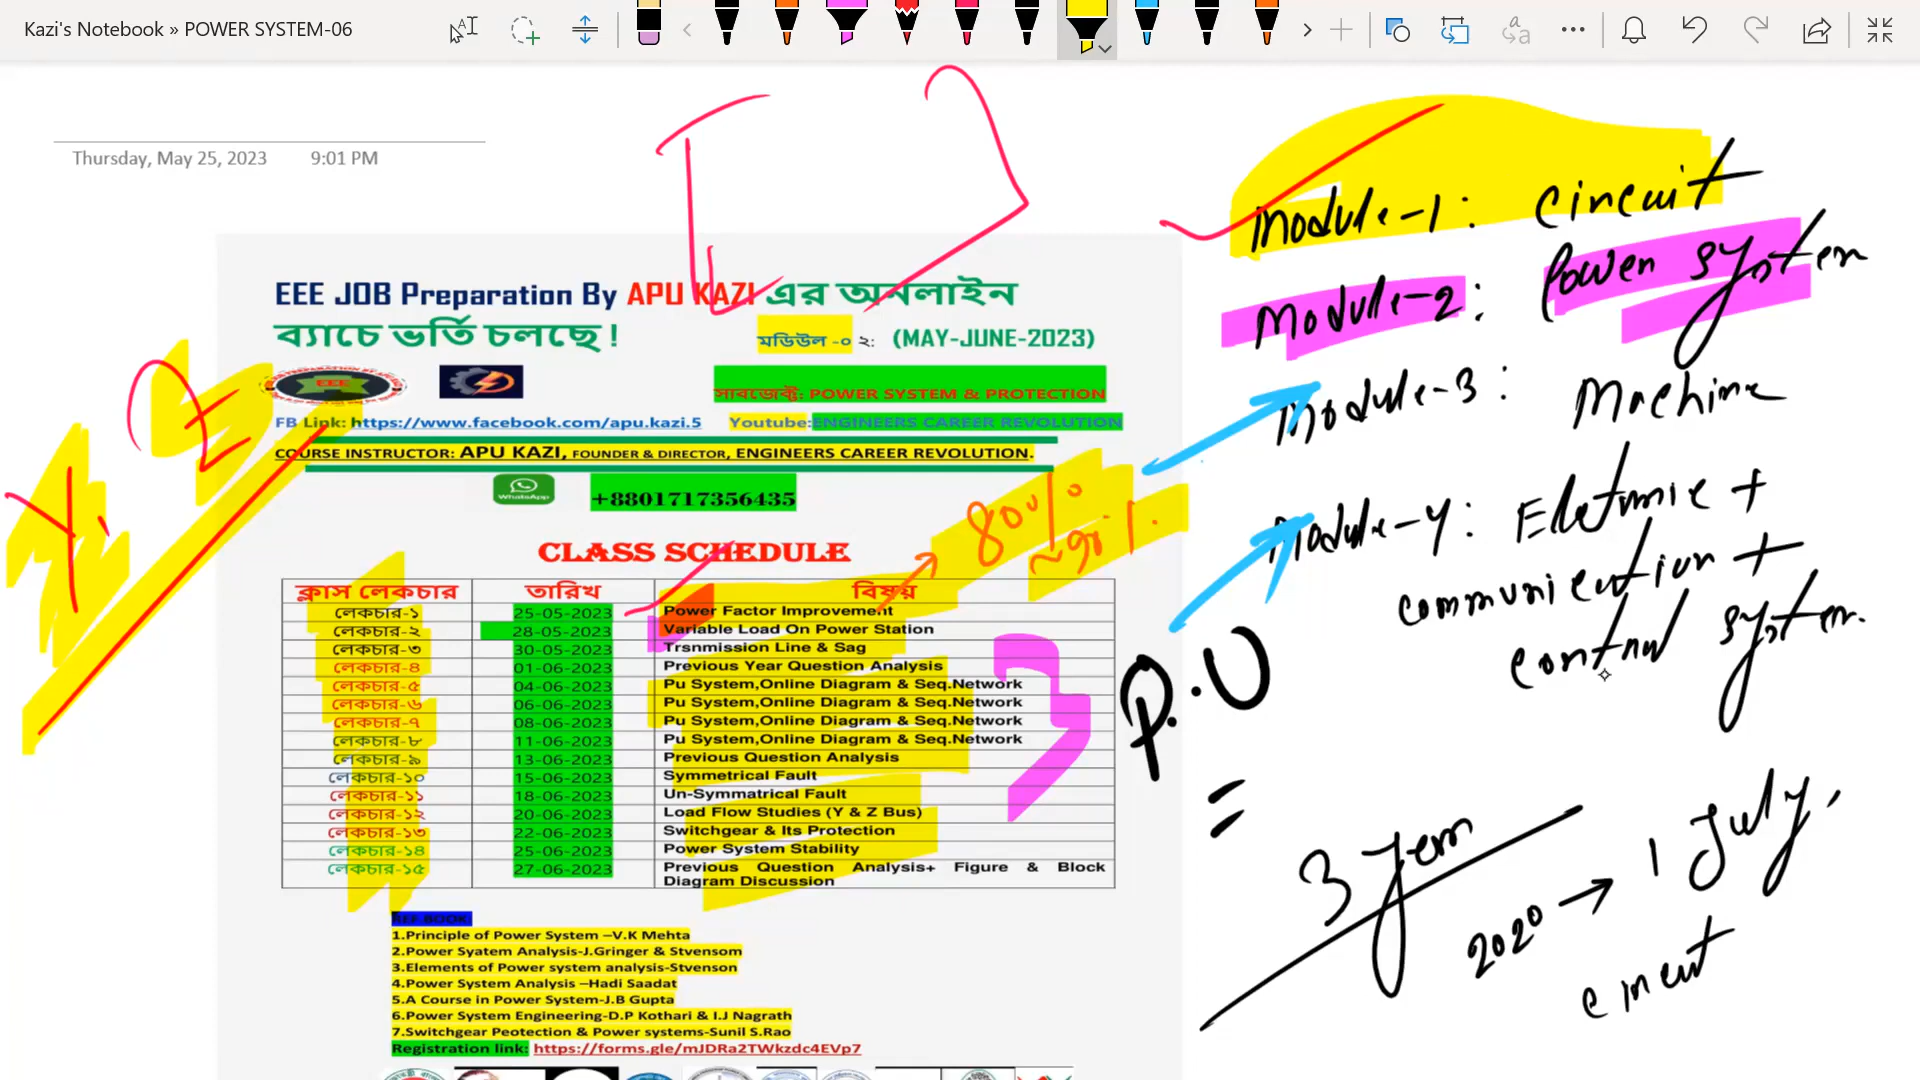 Kazi's Notebook » POWER SYSTEM-06
Thursday, May 25, 2023 9:01 PM
EEE JOB Preparation By APU KAZI এর অনলাইন
ব্যাচে ভর্তি চলছে !
মডিউল -০ ২: (MAY-JUNE-2023)
EEE
সাবজেক্ট: POWER SYSTEM & PROTECTION
FB Link: https://www.facebook.com/apu.kazi.5 Youtube:ENGINEERS CAREER REVOLUTION
COURSE INSTRUCTOR: APU KAZI, FOUNDER & DIRECTOR, ENGINEERS CAREER REVOLUTION.
WhatsApp +8801717356435
CLASS SCHEDULE
ক্লাস লেকচার তারিখ বিষয়
লেকচার-১ 25-05-2023 Power Factor Improvement
লেকচার-২ 28-05-2023 Variable Load On Power Station
লেকচার-৩ 30-05-2023 Trsnmission Line & Sag
লেকচার-৪ 01-06-2023 Previous Year Question Analysis
লেকচার-৫ 04-06-2023 Pu System,Online Diagram & Seq.Network
লেকচার-৬ 06-06-2023 Pu System,Online Diagram & Seq.Network
লেকচার-৭ 08-06-2023 Pu System,Online Diagram & Seq.Network
লেকচার-৮ 11-06-2023 Pu System,Online Diagram & Seq.Network
লেকচার-৯ 13-06-2023 Previous Question Analysis
লেকচার-১০ 15-06-2023 Symmetrical Fault
লেকচার-১১ 18-06-2023 Un-Symmatrical Fault
লেকচার-১২ 20-06-2023 Load Flow Studies (Y & Z Bus)
লেকচার-১৩ 22-06-2023 Switchgear & Its Protection
লেকচার-১৪ 25-06-2023 Power System Stability
লেকচার-১৫ 27-06-2023 Previous Question Analysis+ Figure & Block
Diagram Discussion
REF BOOK:
1.Principle of Power System –V.K Mehta
2.Power Syatem Analysis-J.Gringer & Stvensom
3.Elements of Power system analysis-Stvenson
4.Power System Analysis –Hadi Saadat
5.A Course in Power System-J.B Gupta
6.Power System Engineering-D.P Kothari & I.J Nagrath
7.Switchgear Peotection & Power systems-Sunil S.Rao
Registration link: https://forms.gle/mJDRa2TWkzdc4EVp7
80%
Module-1: Circuit
Module-2: Power System
Module-3: Machine
Module-4:
communication +
control system.
P.U
=
3
2020 → 1 July,